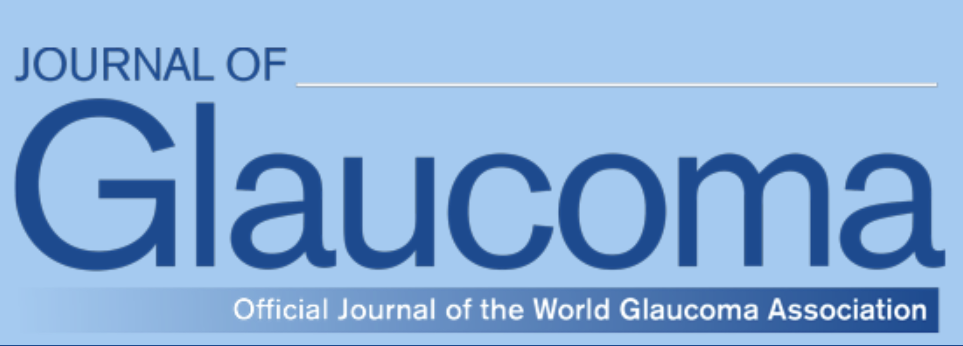 JOURNAL OF
Glaucoma
Official Journal of the World Glaucoma Association